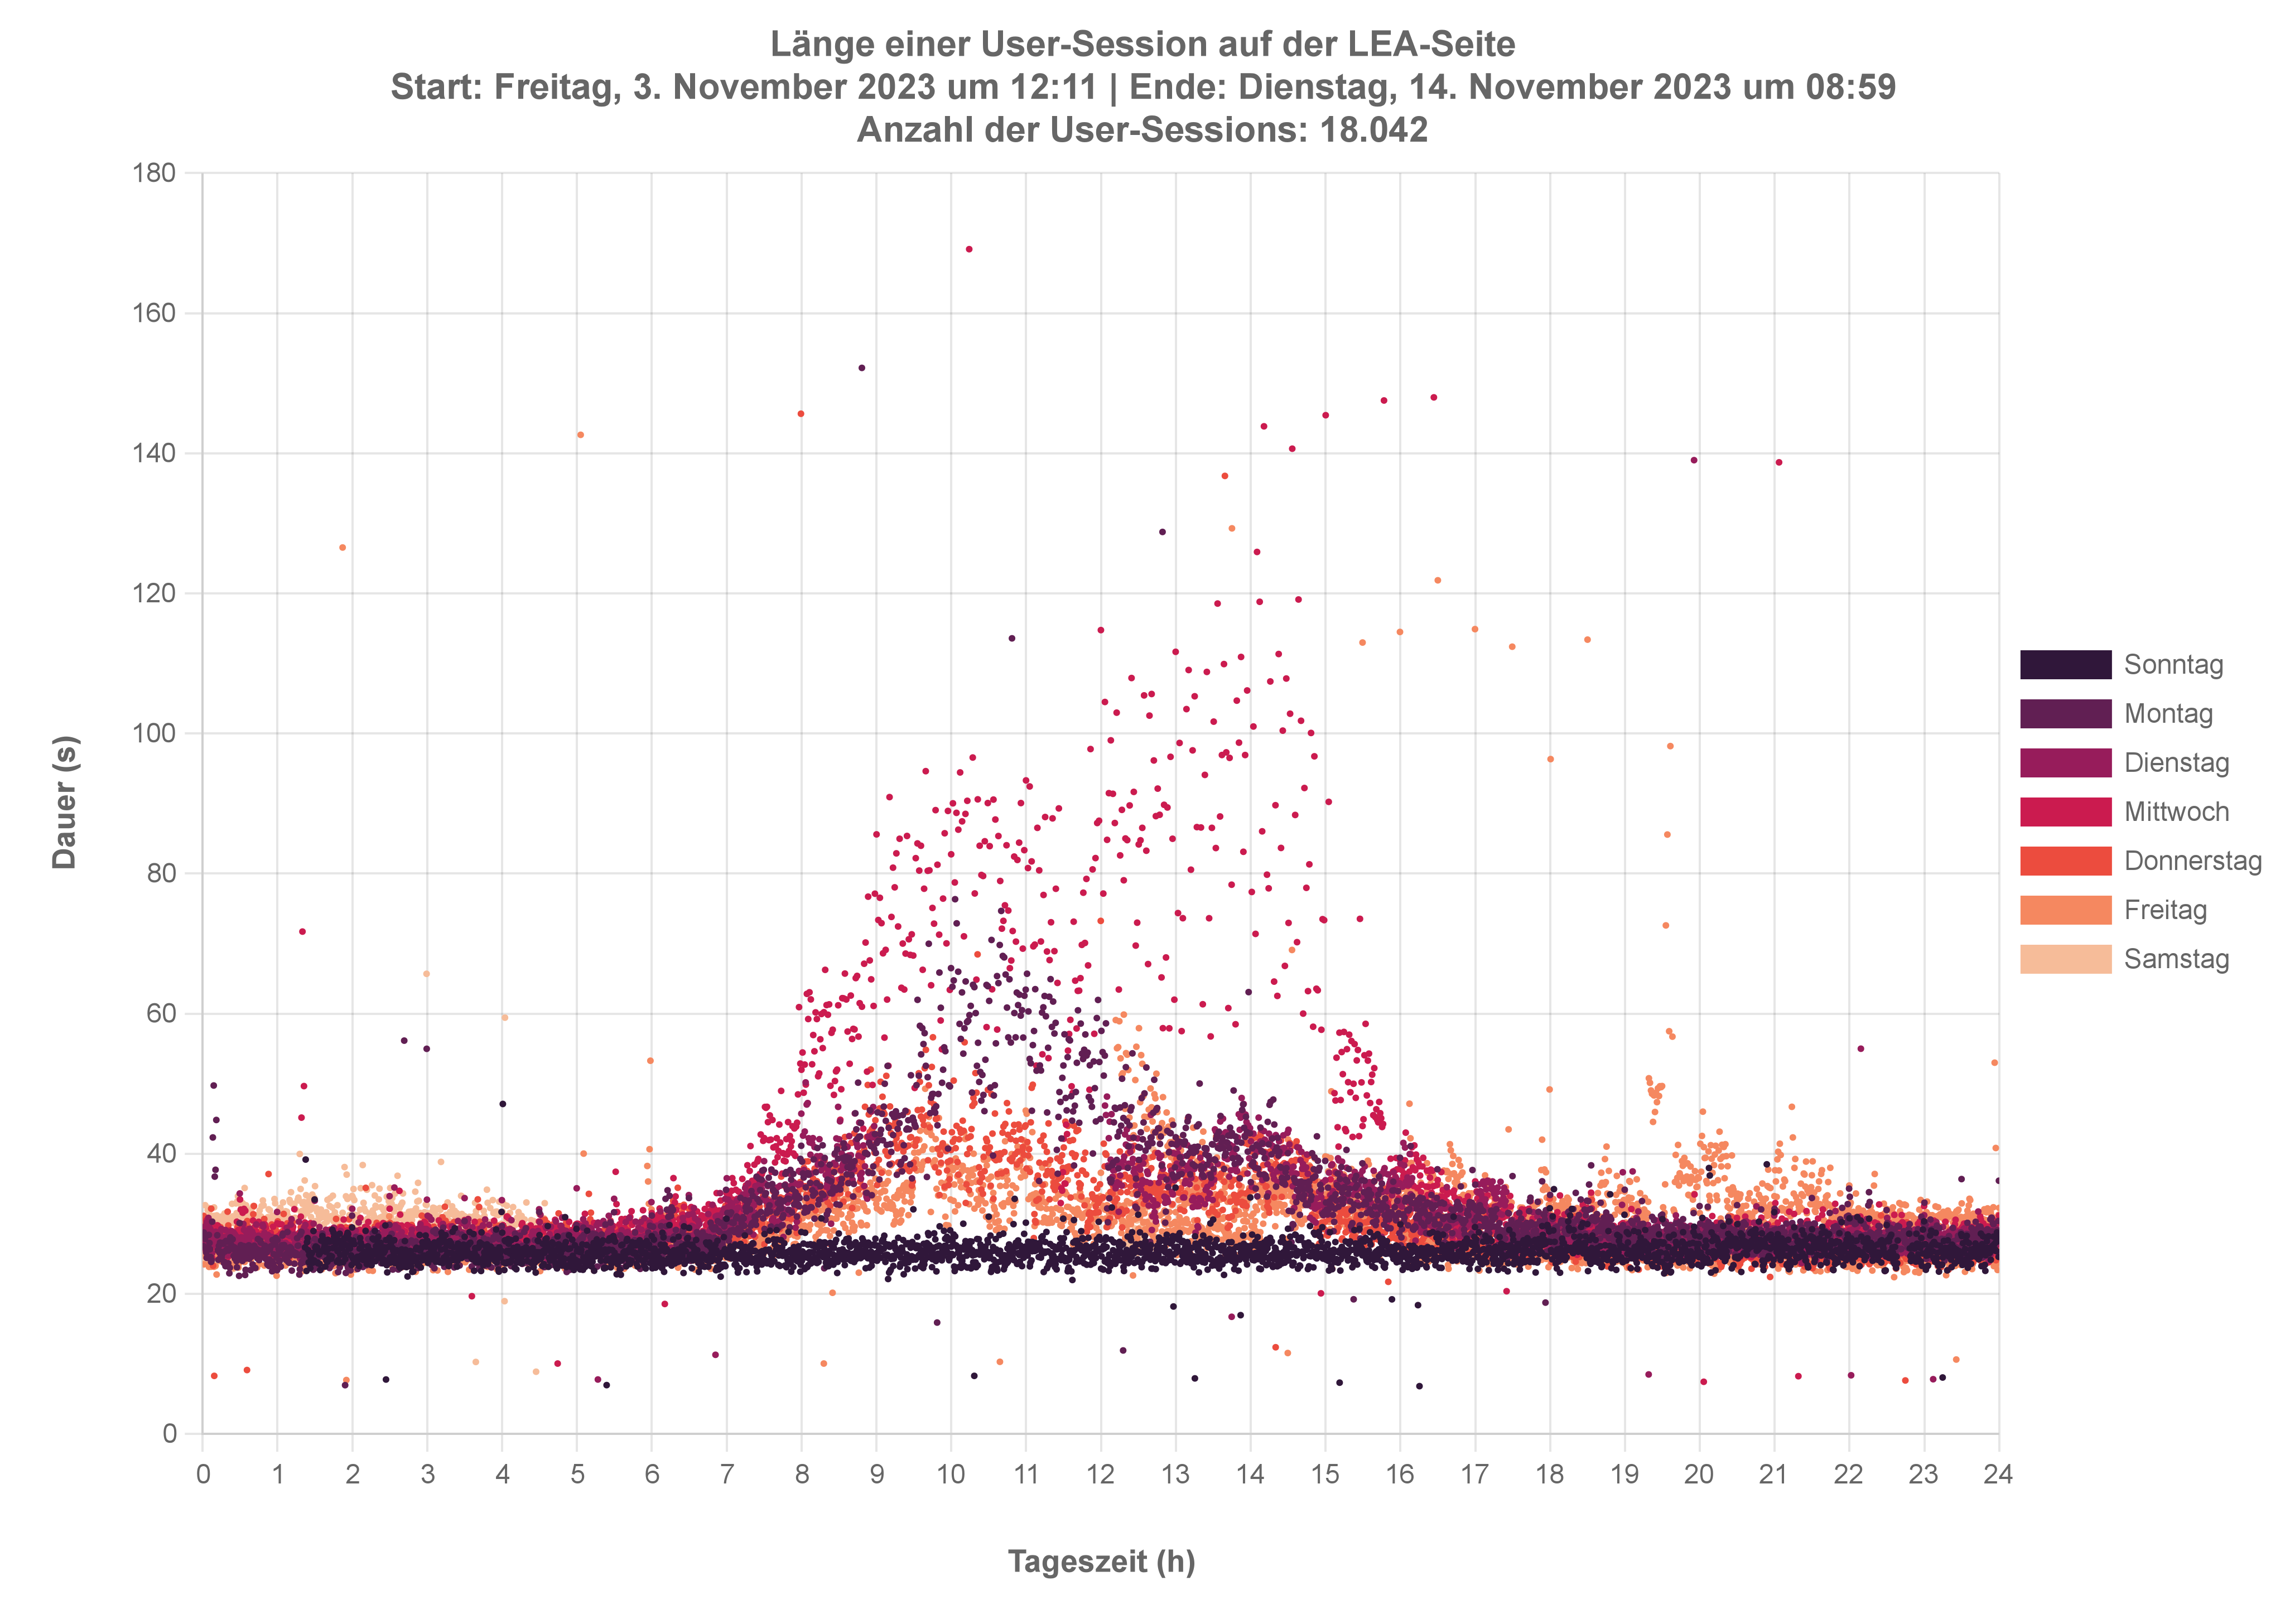 Länge einer User-Session auf der LEA-Seite
Start: Freitag, 3. November 2023 um 12:11 | Ende: Dienstag, 14. November 2023 um 08:59
Anzahl der User-Sessions: 18.042
180
160
140
120
100
80
60
40
20
0
Dauer (s)
0 1 2 3 4 5 6 7 8 9 10 11 12 13 14 15 16 17 18 19 20 21 22 23 24
Tageszeit (h)
Sonntag
Montag
Dienstag
Mittwoch
Donnerstag
Freitag
Samstag